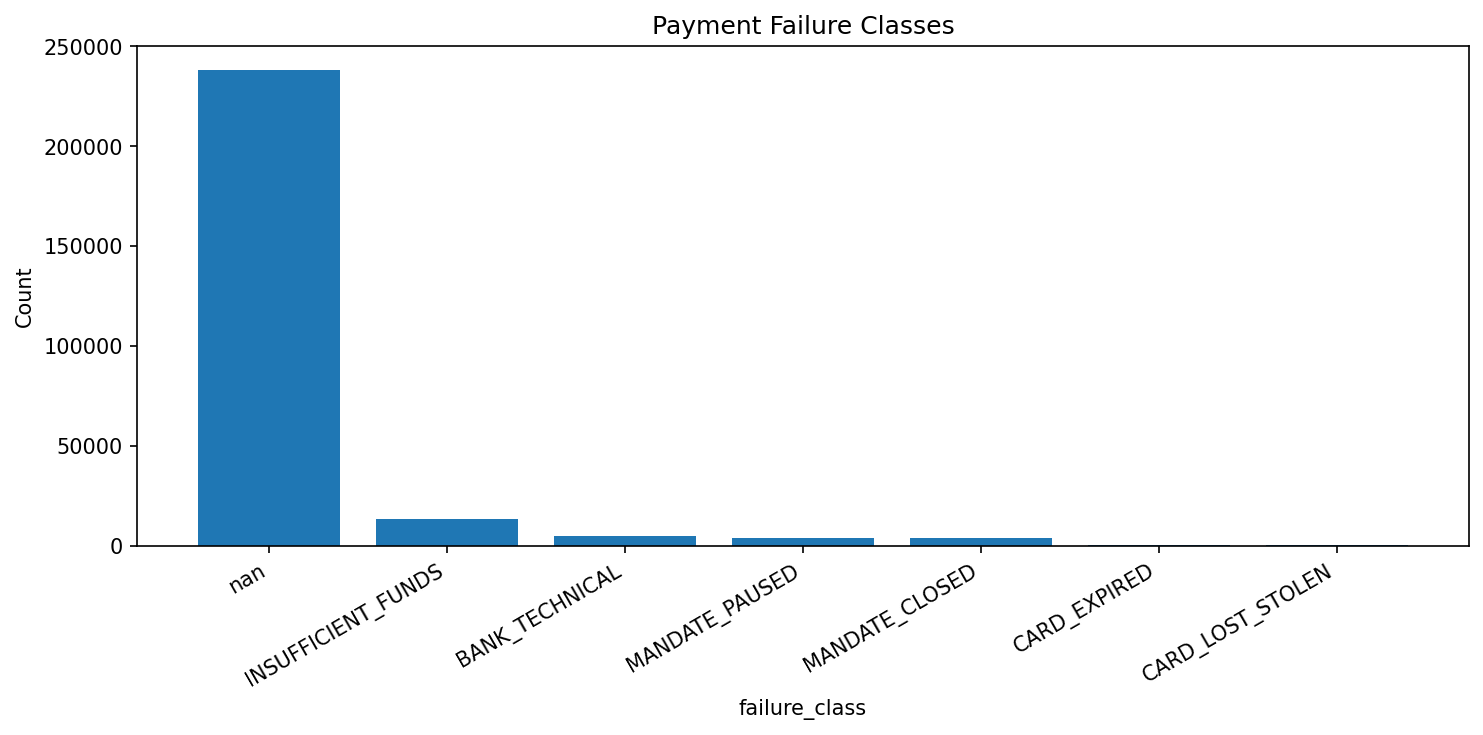 Payment Failure Classes
250000
200000
150000
100000
50000
0
Count
nan
INSUFFICIENT_FUNDS
BANK_TECHNICAL
MANDATE_PAUSED
MANDATE_CLOSED
CARD_EXPIRED
CARD_LOST_STOLEN
failure_class